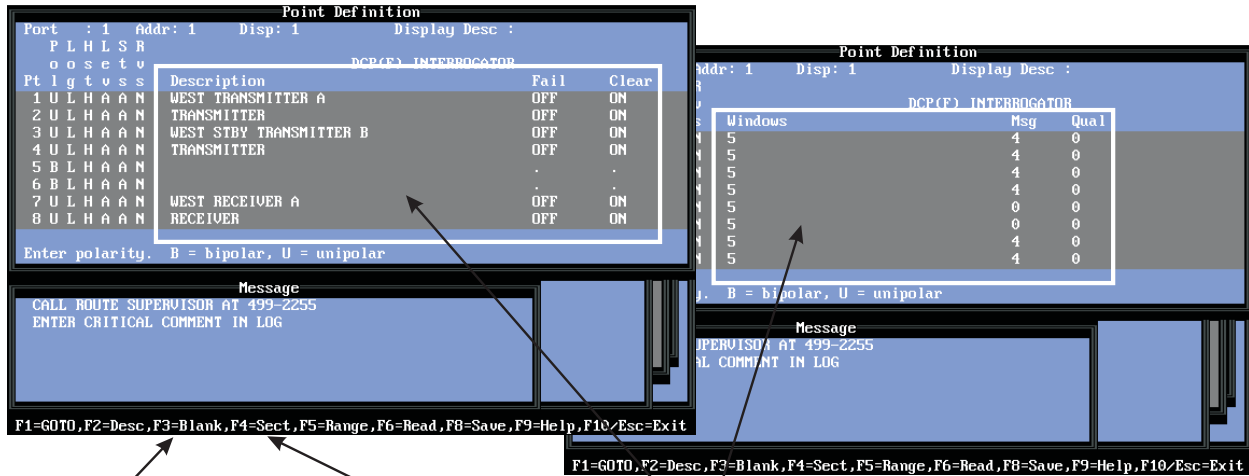 Point Definition
Port : 1 Addr: 1 Disp: 1 Display Desc :
P L H L S R
o o s e t v DCP(F) INTERROGATOR
Pt l g t v s s Description Fail Clear
1 U L H A A N WEST TRANSMITTER A OFF ON
2 U L H A A N TRANSMITTER OFF ON
3 U L H A A N WEST STBY TRANSMITTER B OFF ON
4 U L H A A N TRANSMITTER OFF ON
5 B L H A A N . .
6 B L H A A N . .
7 U L H A A N WEST RECEIVER A OFF ON
8 U L H A A N RECEIVER OFF ON
Enter polarity. B = bipolar, U = unipolar
Message
CALL ROUTE SUPERVISOR AT 499-2255
ENTER CRITICAL COMMENT IN LOG
F1=GOTO,F2=Desc,F3=Blank,F4=Sect,F5=Range,F6=Read,F8=Save,F9=Help,F10/Esc=Exit
Point Definition
Addr: 1 Disp: 1 Display Desc :
DCP(F) INTERROGATOR
s Windows Msg Qual
N 5 4 0
N 5 4 0
N 5 4 0
N 5 4 0
N 5 0 0
N 5 0 0
N 5 4 0
N 5 4 0
. B = bipolar, U = unipolar
Message
UPERVISOR AT 499-2255
AL COMMENT IN LOG
F1=GOTO,F2=Desc,F3=Blank,F4=Sect,F5=Range,F6=Read,F8=Save,F9=Help,F10/Esc=Exit